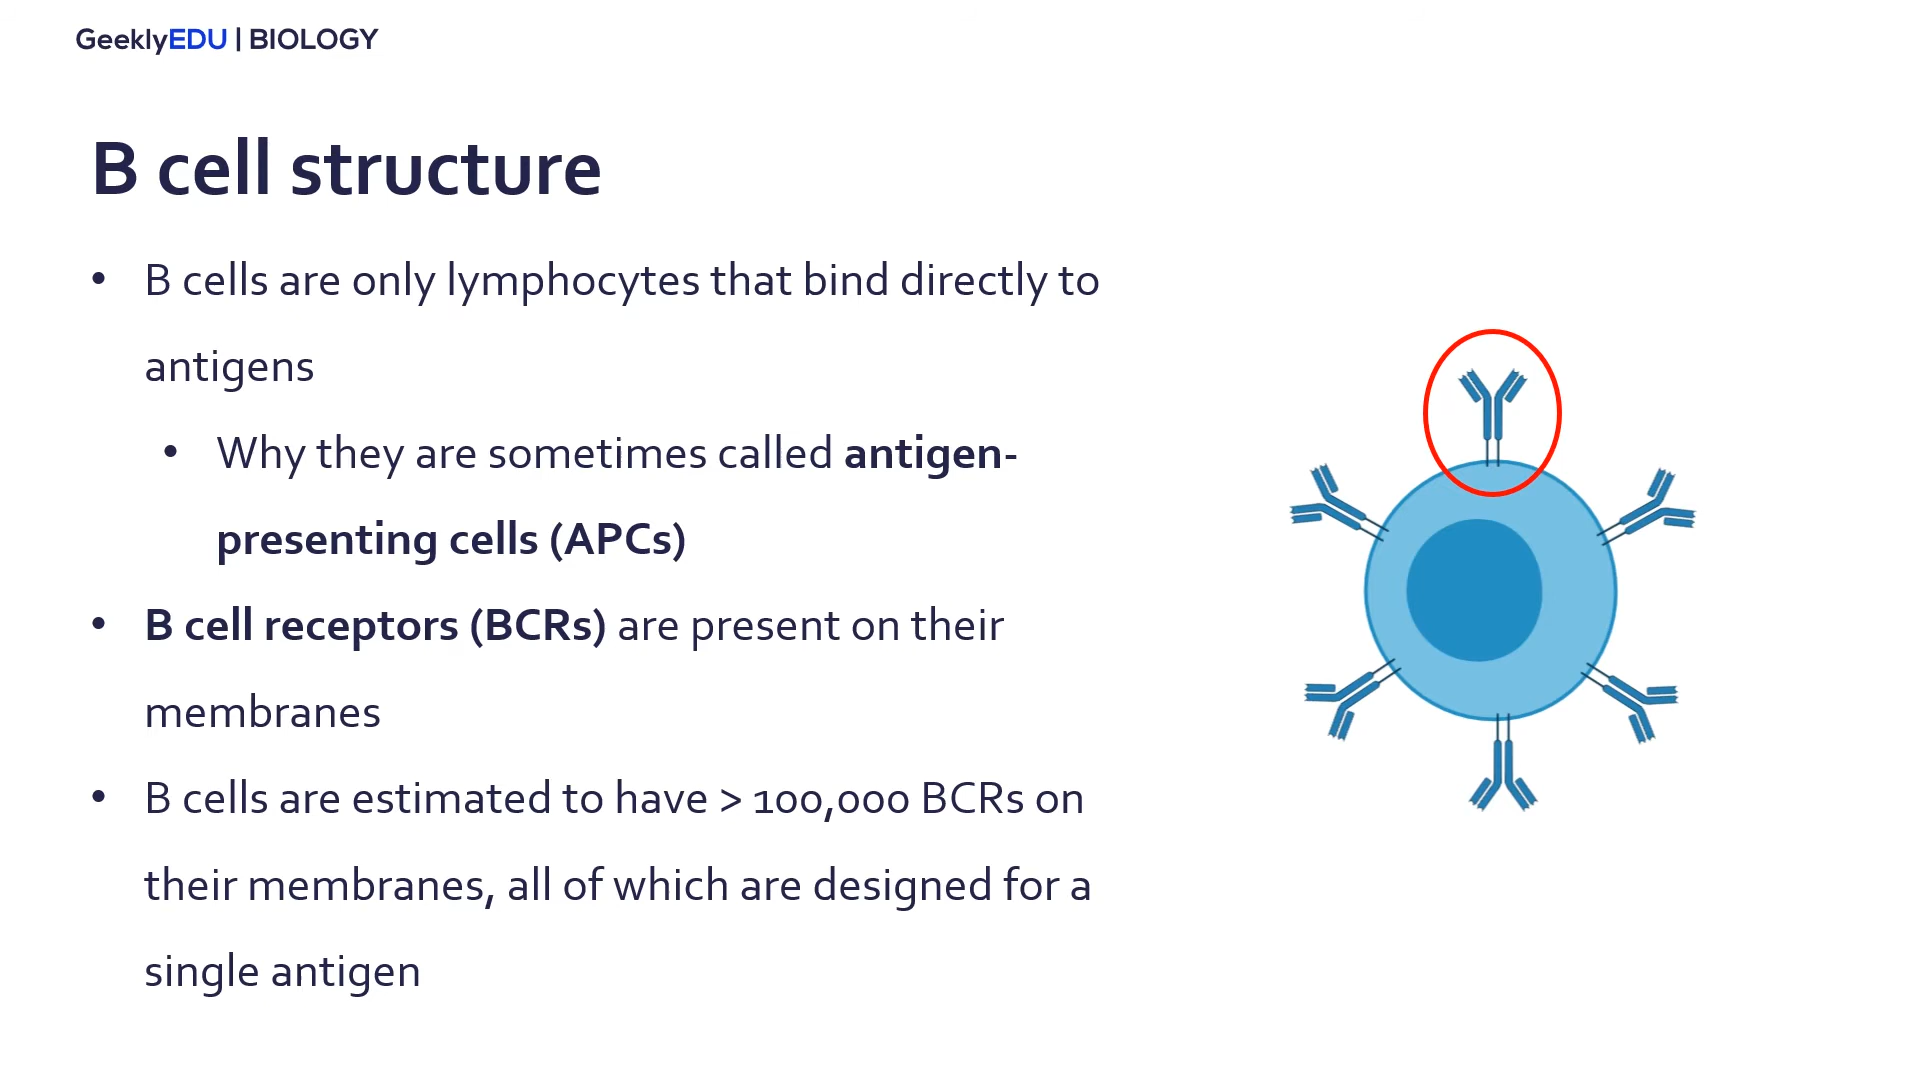 GeeklyEDU | BIOLOGY
B cell structure
• B cells are only lymphocytes that bind directly to
antigens
• Why they are sometimes called antigen-
presenting cells (APCs)
• B cell receptors (BCRs) are present on their
membranes
• B cells are estimated to have > 100,000 BCRs on
their membranes, all of which are designed for a
single antigen